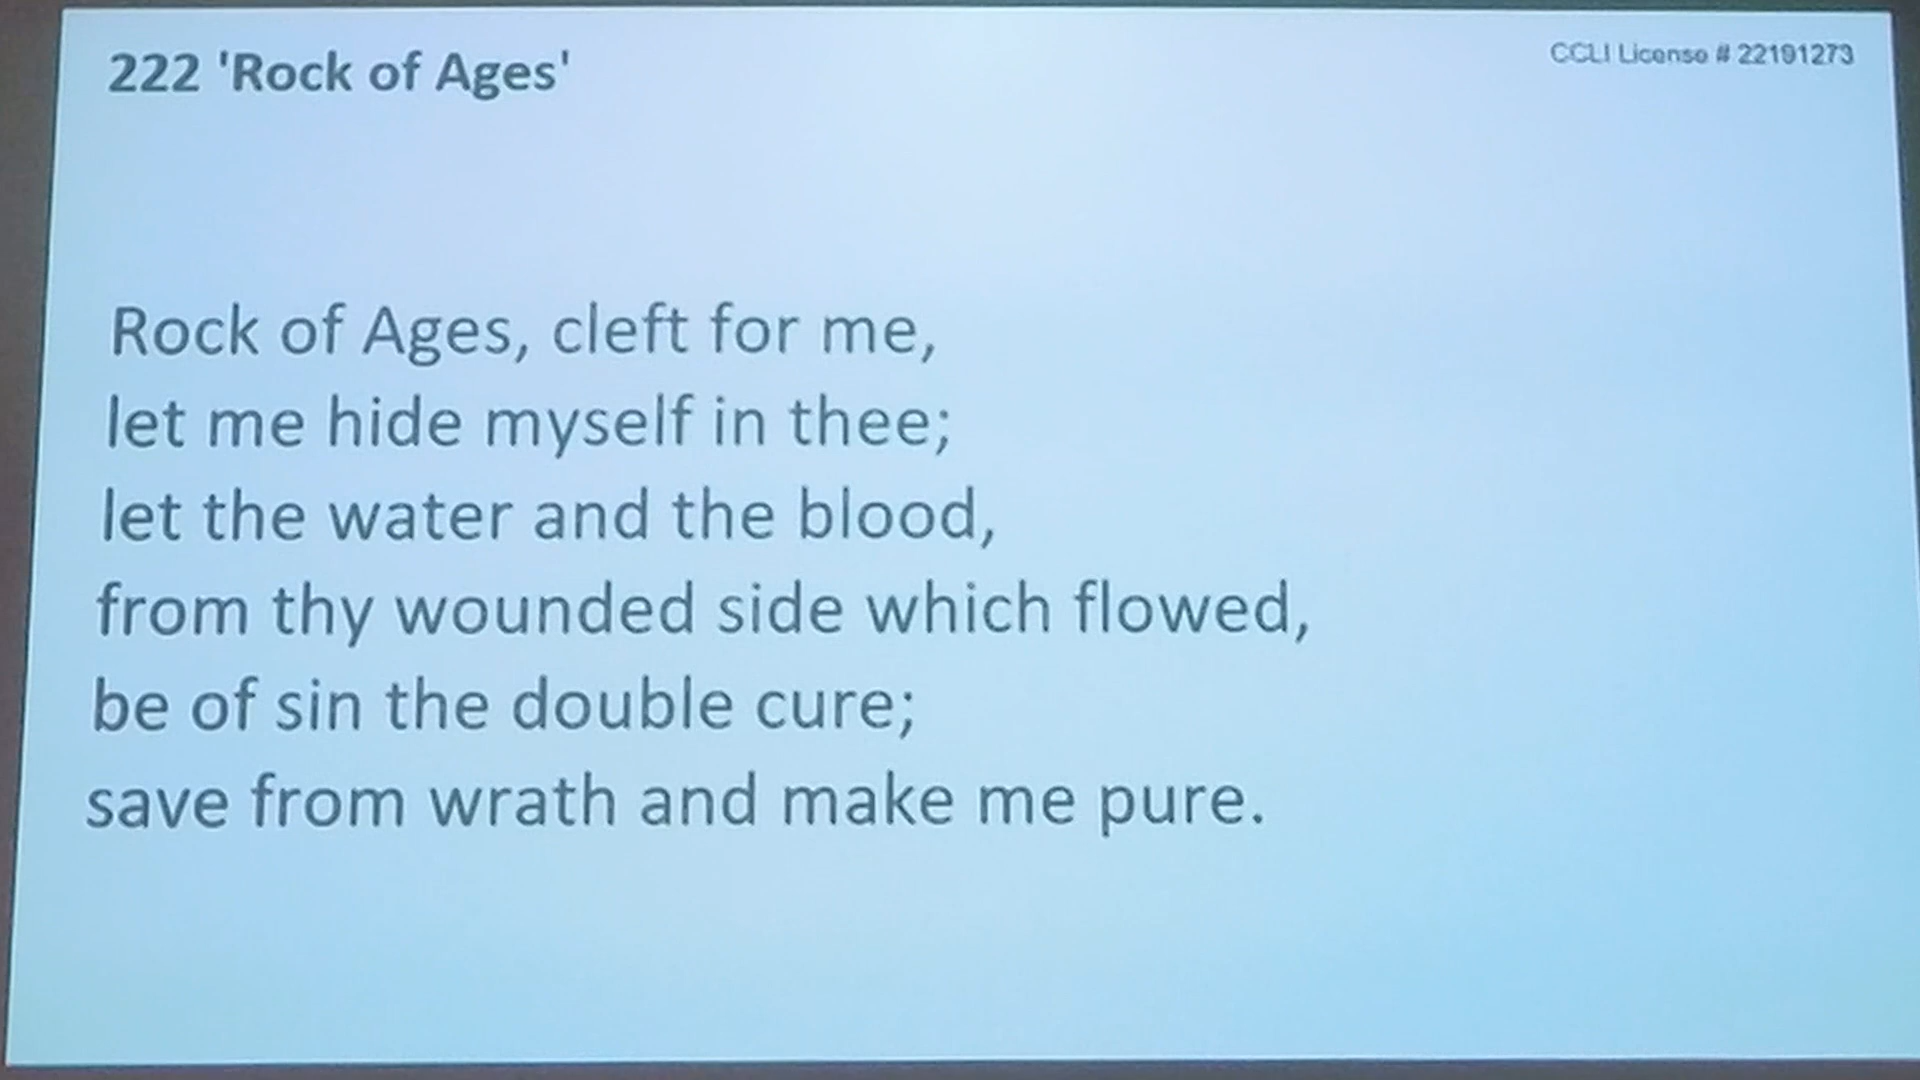 222 'Rock of Ages'
CCLI License # 22191273
Rock of Ages, cleft for me,
let me hide myself in thee;
let the water and the blood,
from thy wounded side which flowed,
be of sin the double cure;
save from wrath and make me pure.